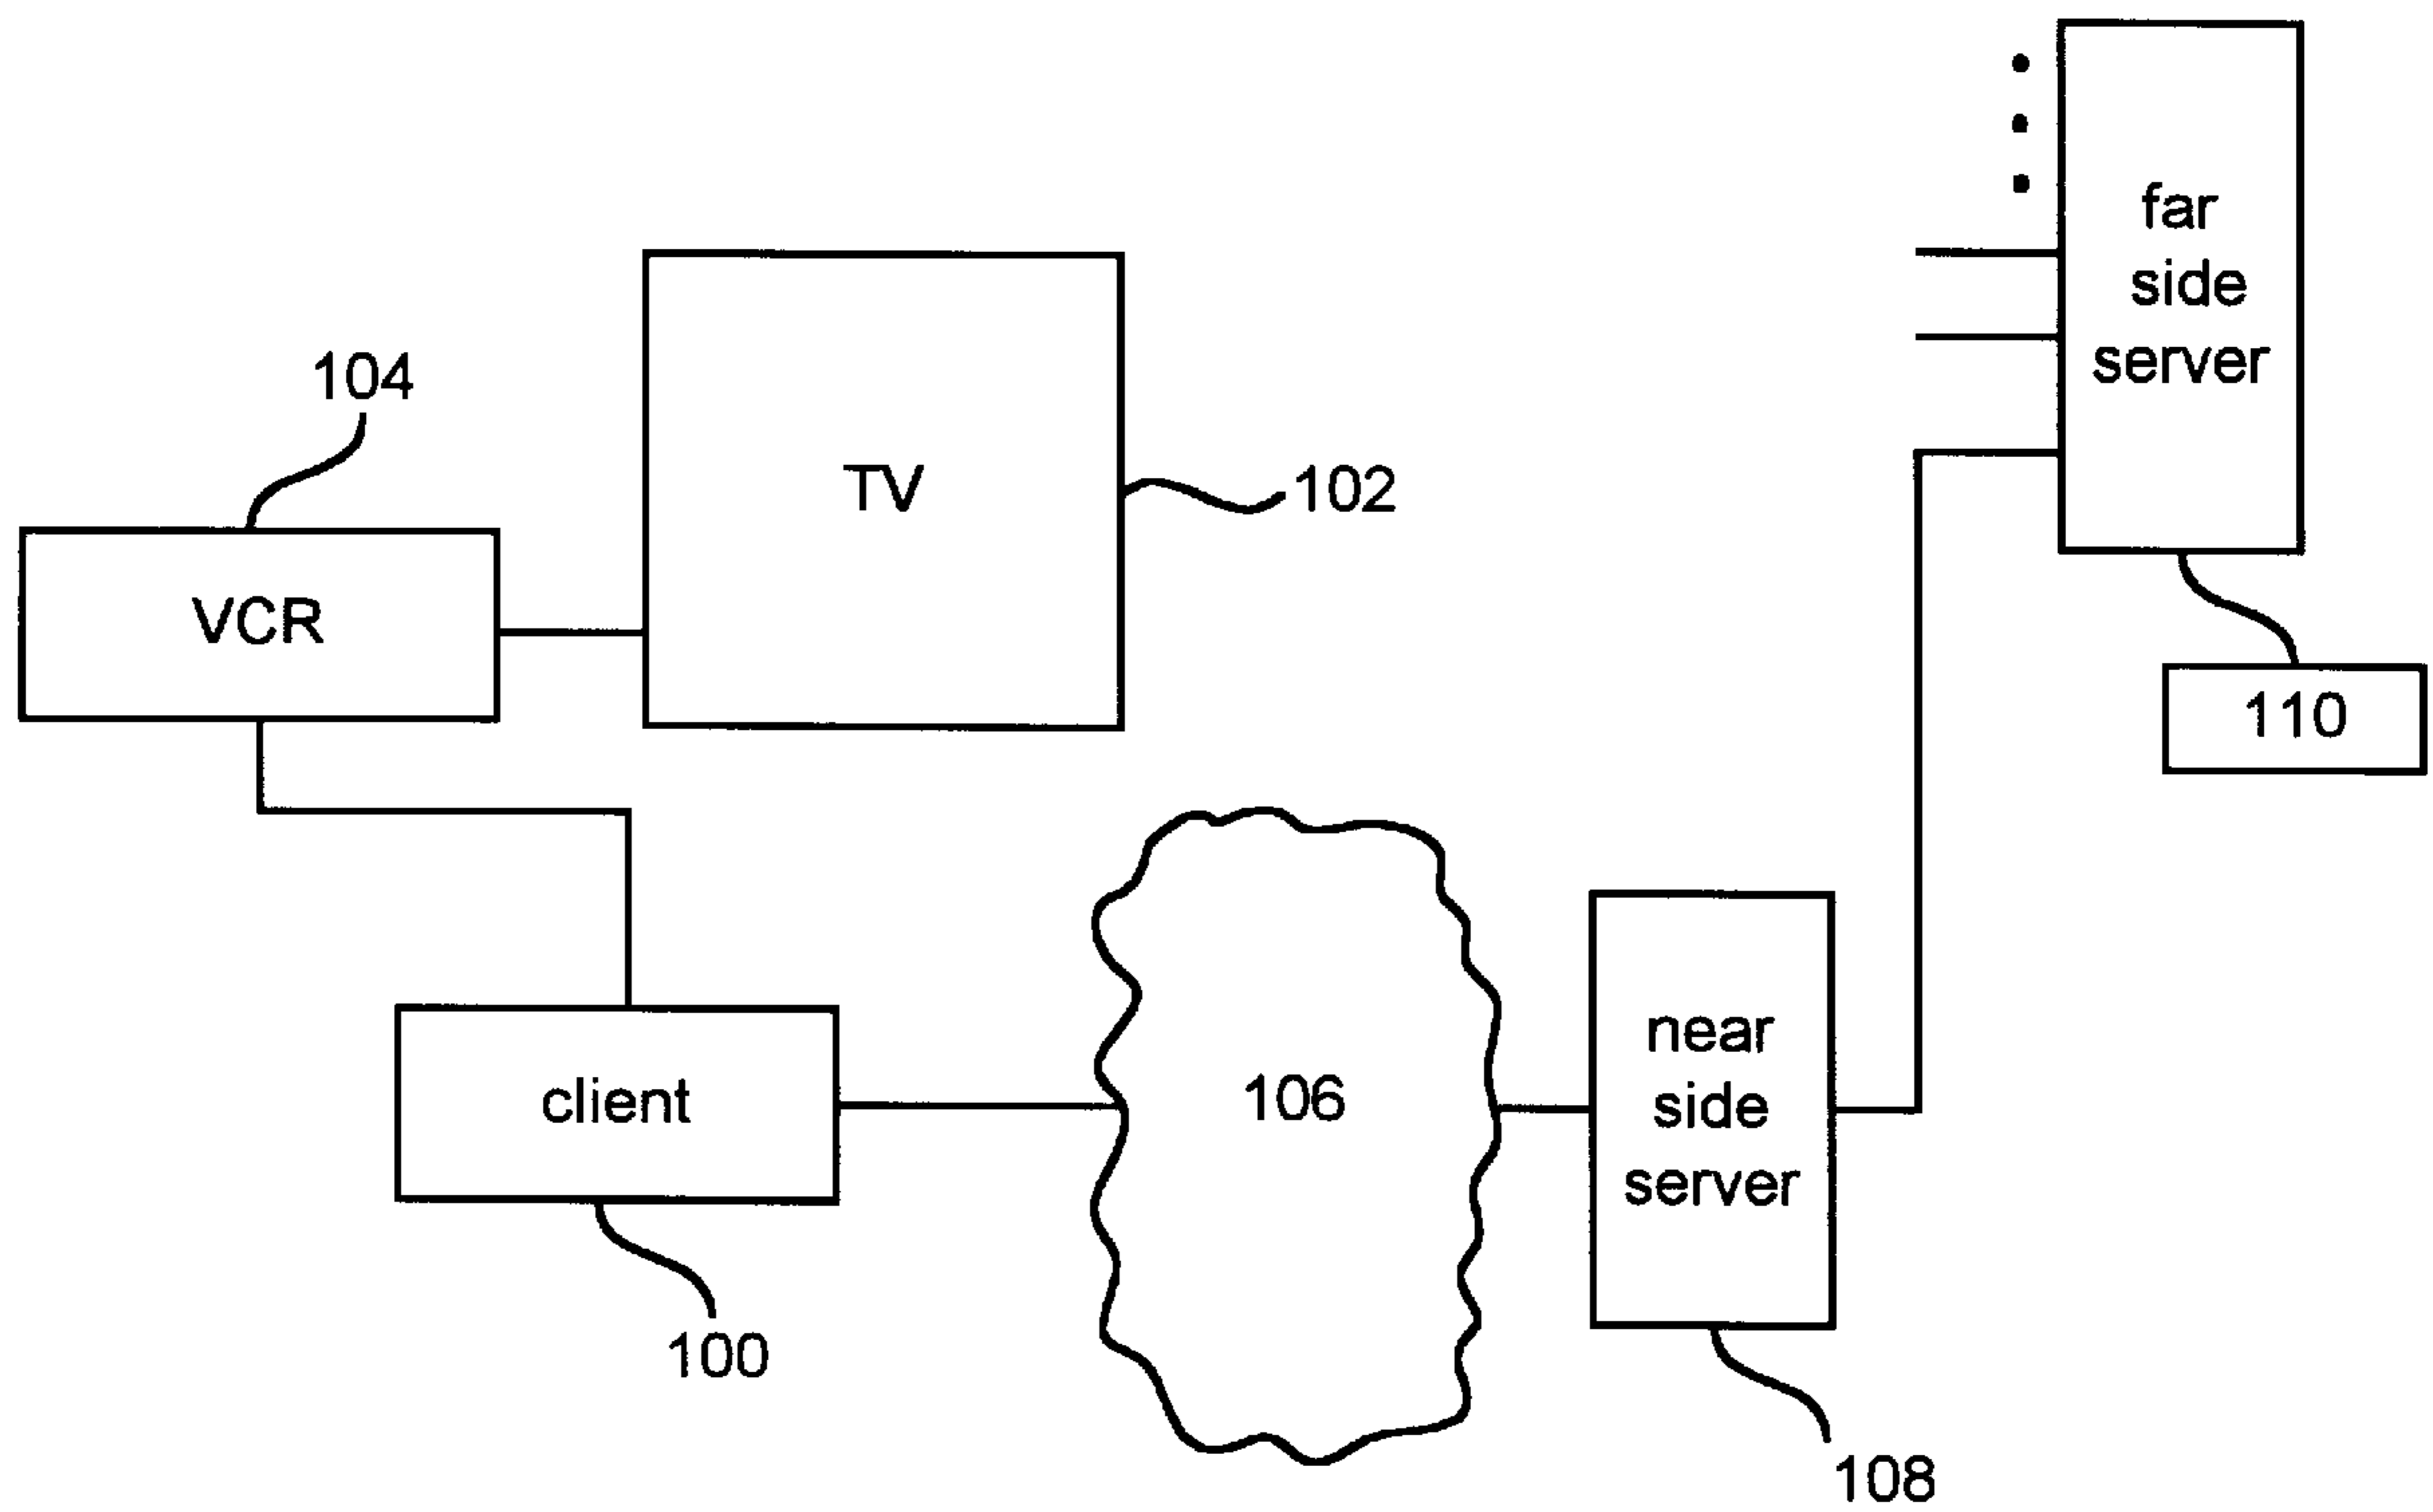 far
side
server
104
TV
102
VCR
110
near
side
server
106
client
100
108